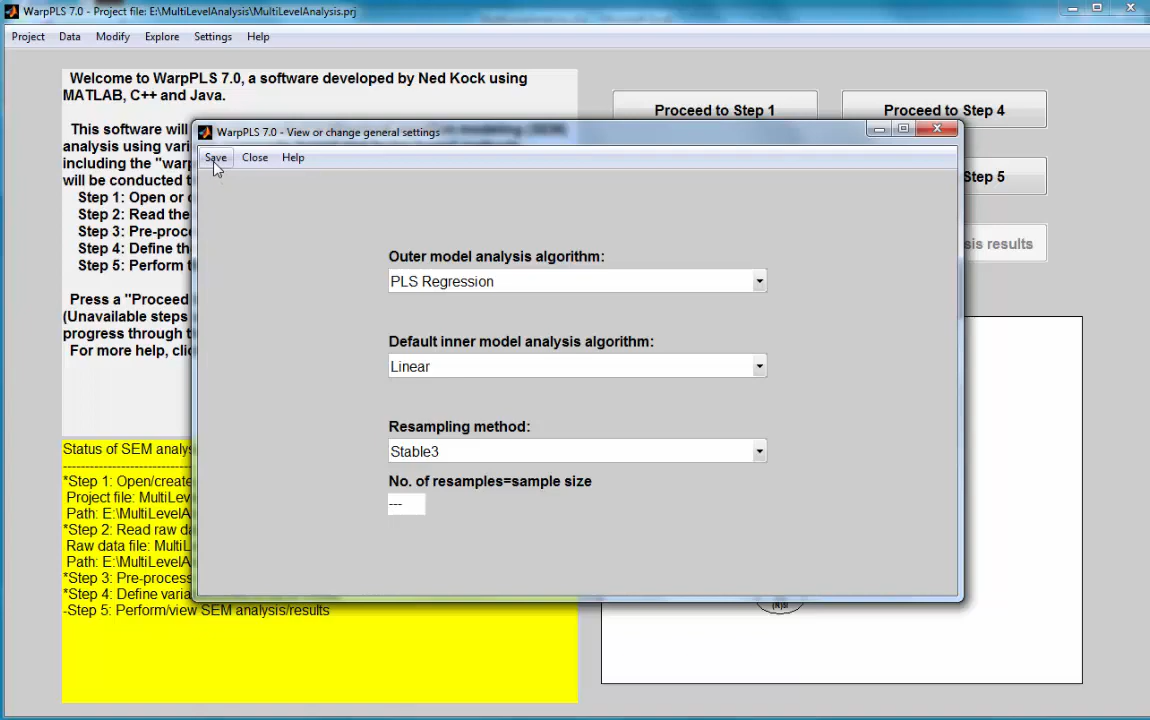 WarpPLS 7.0 - Project file: E:\MultiLevelAnalysis\MultiLevelAnalysis.prj
Project Data Modify Explore Settings Help
Welcome to WarpPLS 7.0, a software developed by Ned Kock using
MATLAB, C++ and Java.
This software will
analysis using vari
including the "warp
will be conducted t
Step 1: Open or c
Step 2: Read the
Step 3: Pre-proce
Step 4: Define the
Step 5: Perform t
Press a "Proceed
(Unavailable steps
progress through t
For more help, clic
Proceed to Step 1
Proceed to Step 4
Step 5
sis results
WarpPLS 7.0 - View or change general settings
Save Close Help
Outer model analysis algorithm:
PLS Regression
Default inner model analysis algorithm:
Linear
Resampling method:
Stable3
No. of resamples=sample size
---
Status of SEM analys
*Step 1: Open/create
Project file: MultiLev
Path: E:\MultiLevelA
*Step 2: Read raw da
Raw data file: MultiL
Path: E:\MultiLevelA
*Step 3: Pre-process
*Step 4: Define varia
-Step 5: Perform/view SEM analysis/results